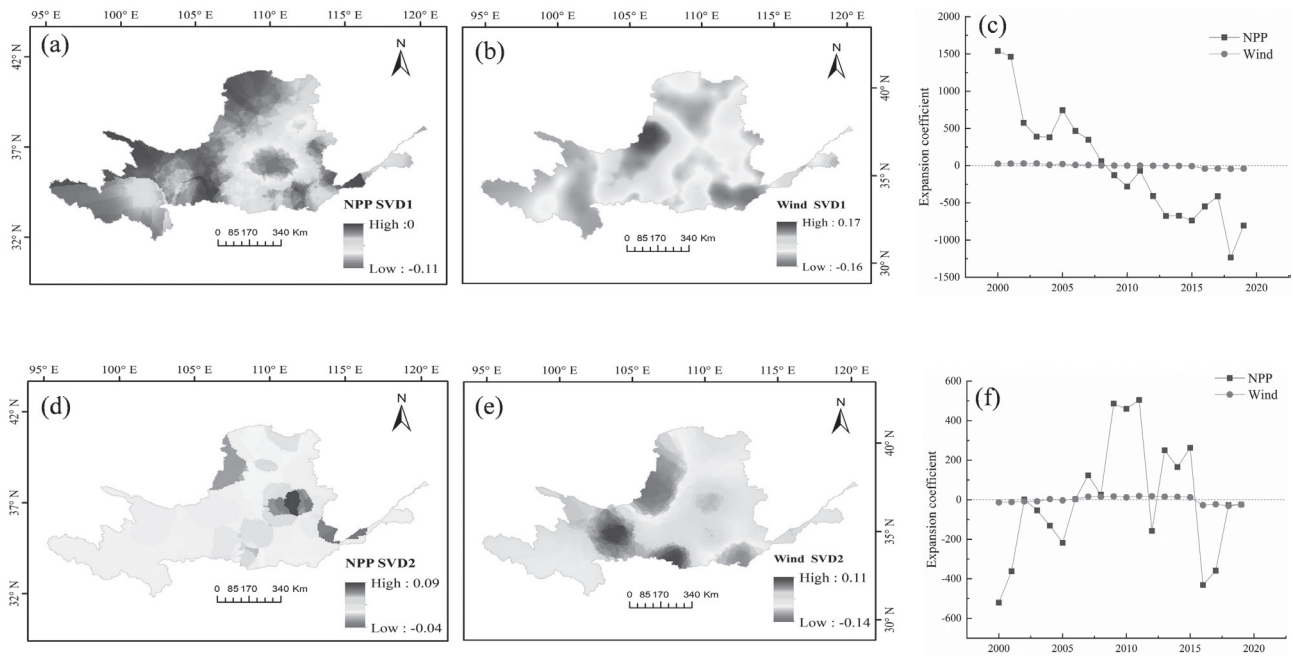 95° E 100° E 105° E 110° E 115° E 120° E
(a)
N
42° N
37° N
32° N
NPP SVD1
High :0
Low : -0.11
0 85 170 340 Km
95° E 100° E 105° E 110° E 115° E 120° E
(b)
N
40° N
35° N
30° N
Wind SVD1
High : 0.17
Low : -0.16
0 85 170 340 Km
(c)
NPP
Wind
Expansion coefficient
2000
1500
1000
500
0
-500
-1000
-1500
2000 2005 2010 2015 2020
95° E 100° E 105° E 110° E 115° E 120° E
(d)
N
42° N
37° N
32° N
NPP SVD2
High : 0.09
Low : -0.04
0 85 170 340 Km
95° E 100° E 105° E 110° E 115° E 120° E
(e)
N
40° N
35° N
30° N
Wind SVD2
High : 0.11
Low : -0.14
0 85 170 340 Km
(f)
NPP
Wind
Expansion coefficient
600
400
200
0
-200
-400
-600
2000 2005 2010 2015 2020